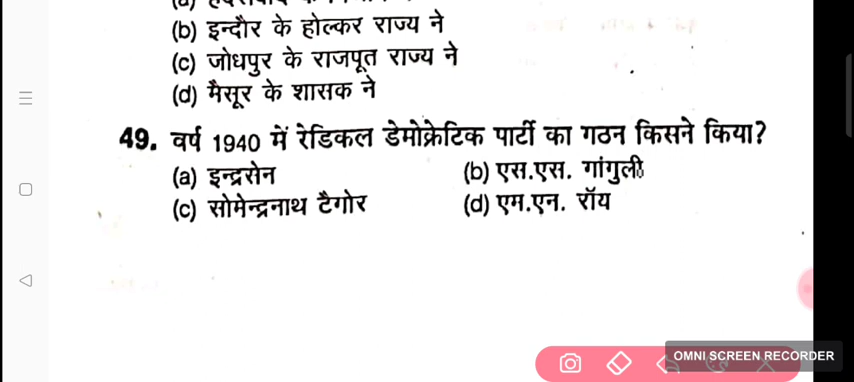 (b) इन्दौर के होल्कर राज्य ने
(c) जोधपुर के राजपूत राज्य ने
(d) मैसूर के शासक ने
49. वर्ष 1940 में रेडिकल डेमोक्रेटिक पार्टी का गठन किसने किया?
(a) इन्द्रसेन (b) एस.एस. गांगुली
(c) सोमेन्द्रनाथ टैगोर (d) एम.एन. रॉय
OMNI SCREEN RECORDER